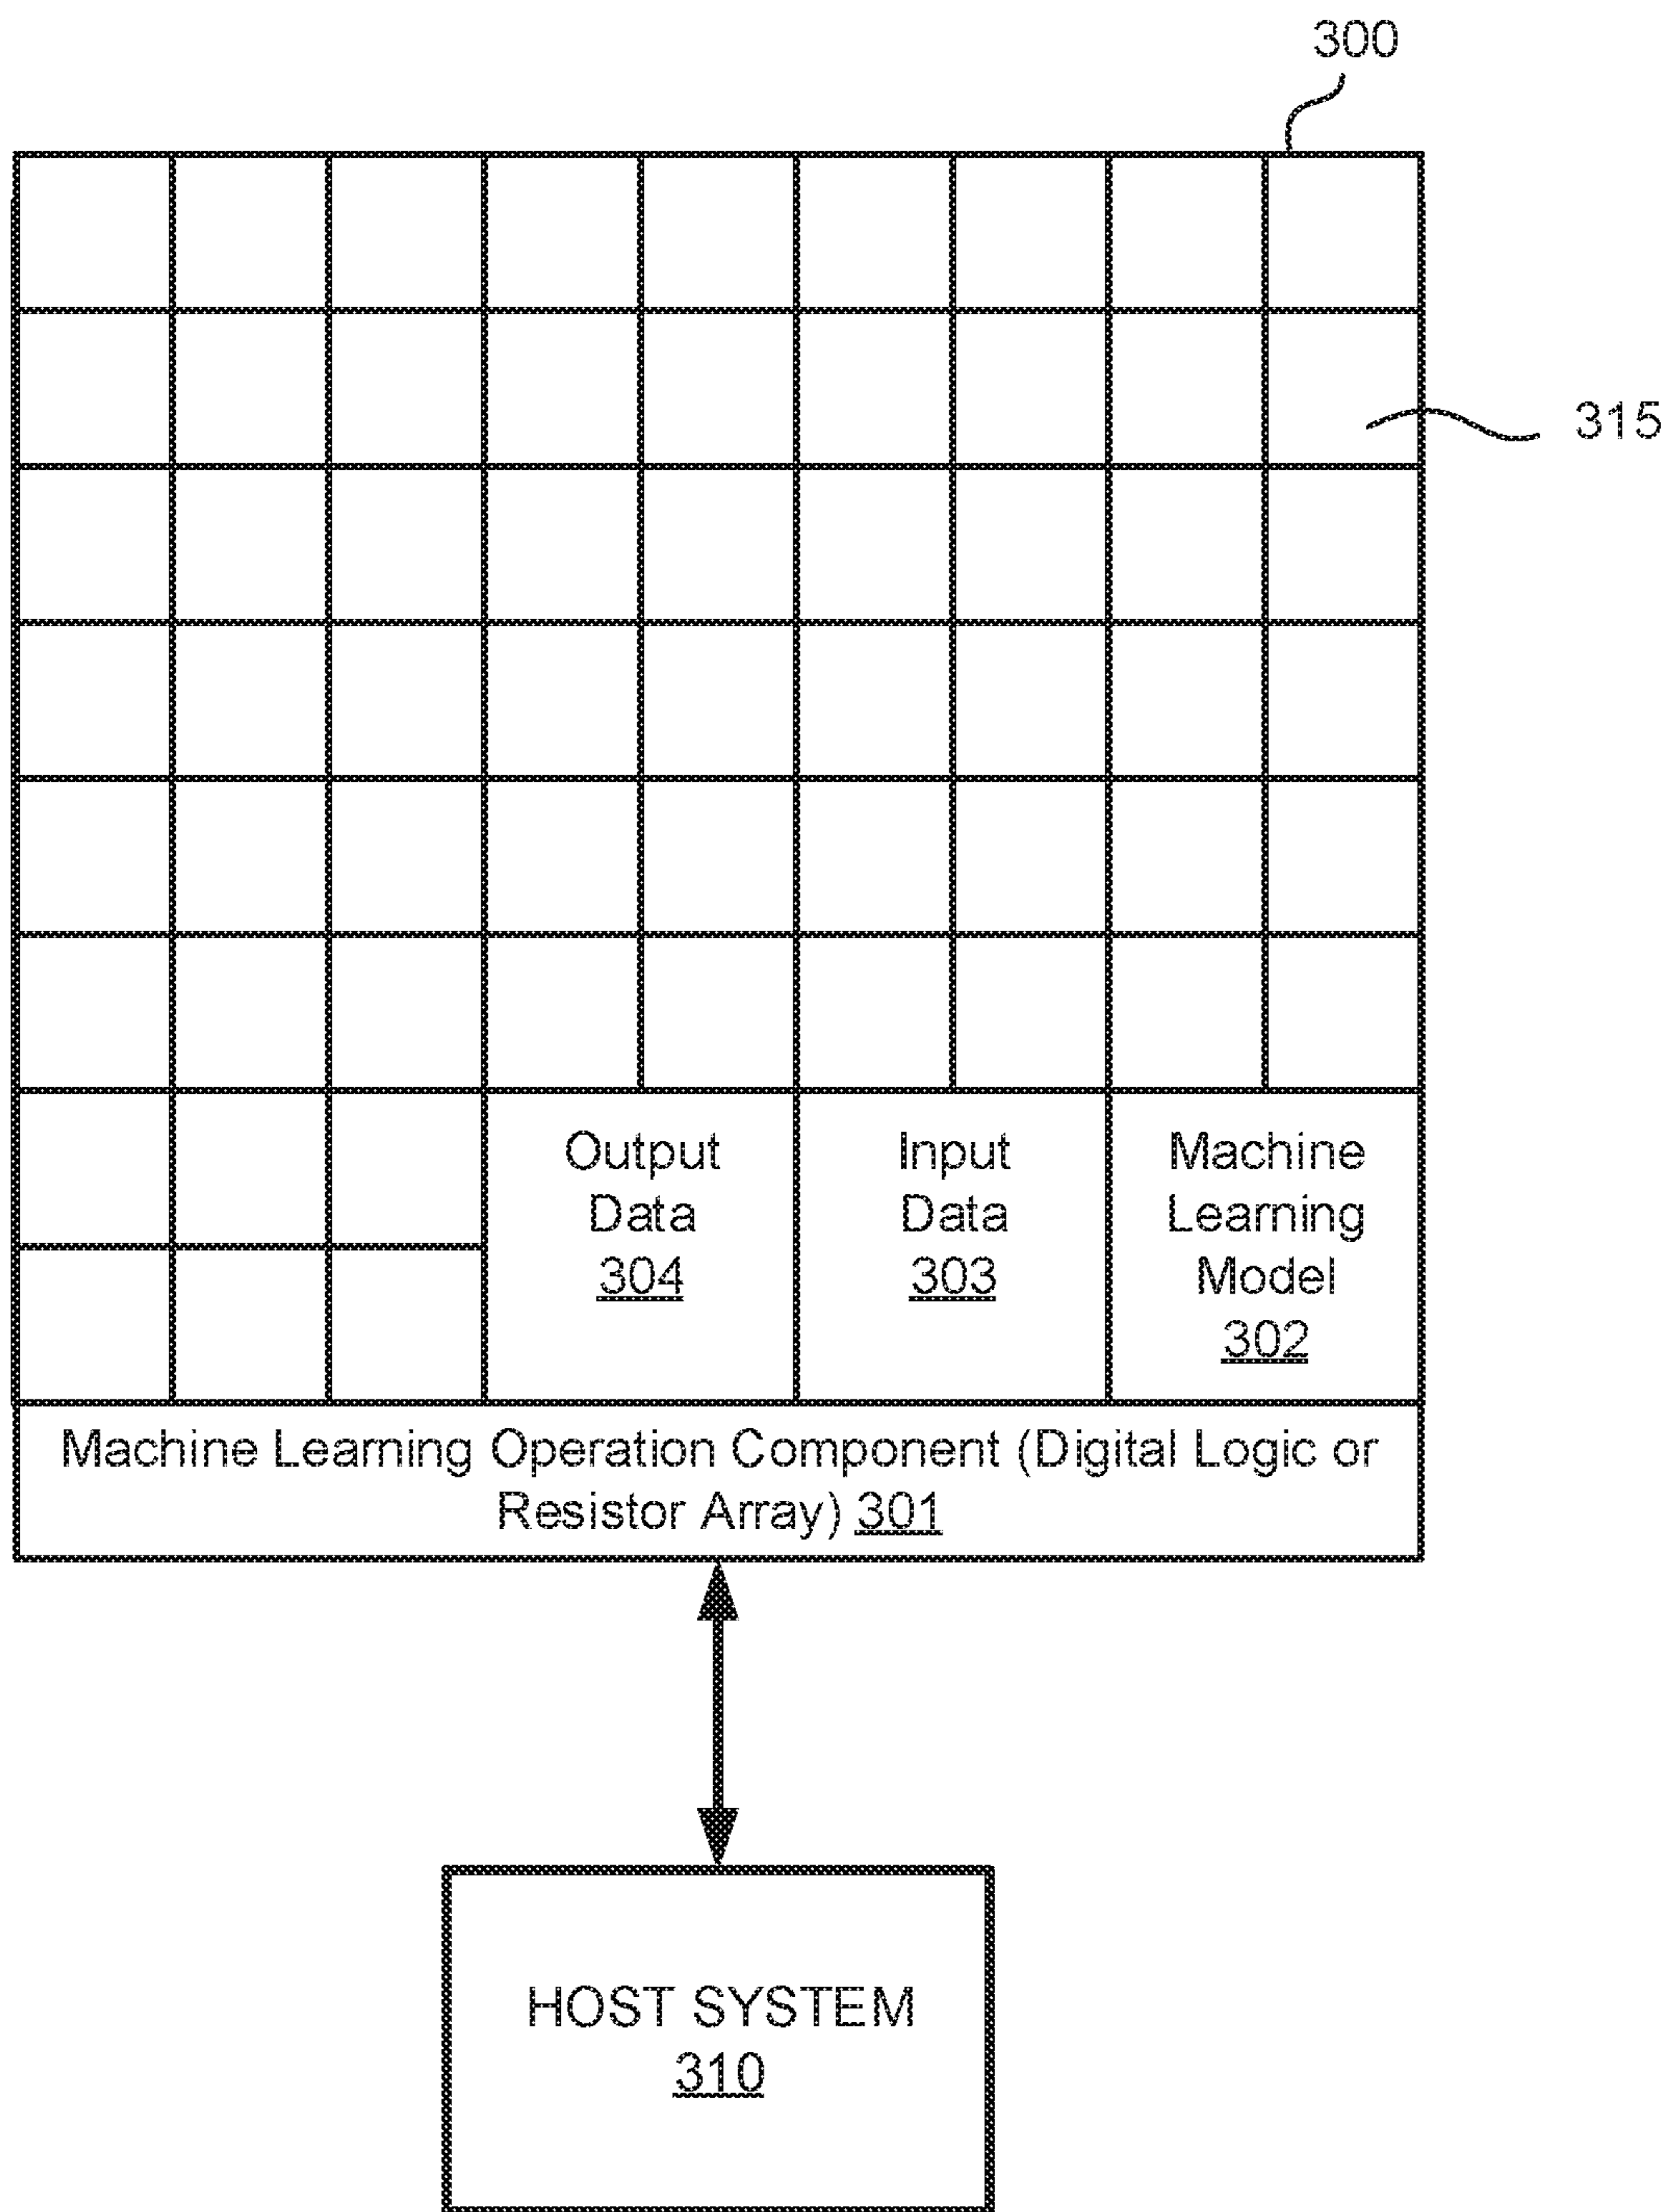 300
315
Output
Data
304
Input
Data
303
Machine
Learning
Model
302
Machine Learning Operation Component (Digital Logic or
Resistor Array) 301
HOST SYSTEM
310